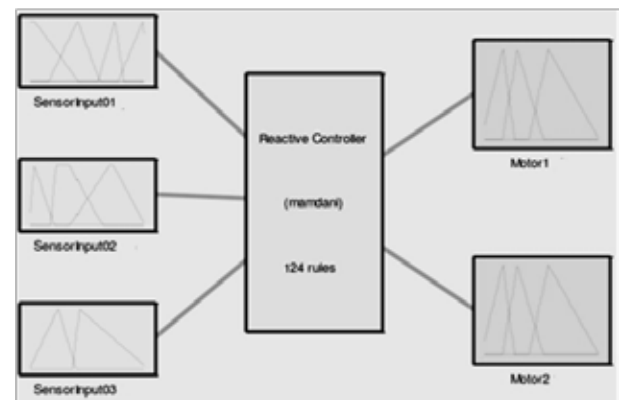 SensorInput01
SensorInput02
SensorInput03
Reactive Controller
(mamdani)
124 rules
Motor1
Motor2